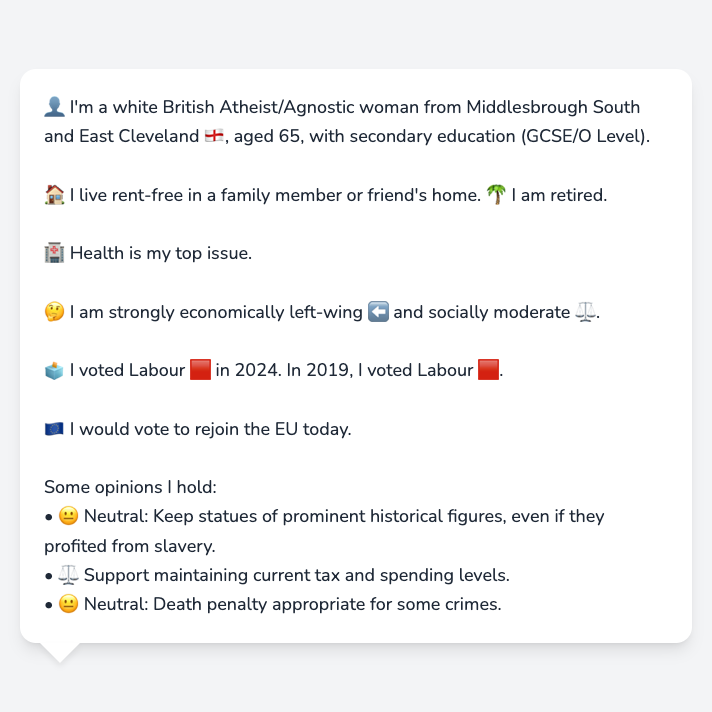 👤 I'm a white British Atheist/Agnostic woman from Middlesbrough South
and East Cleveland 🏴󠁧󠁢󠁥󠁮󠁧󠁿, aged 65, with secondary education (GCSE/O Level).
🏠 I live rent-free in a family member or friend's home. 🌴 I am retired.
🏥 Health is my top issue.
🤔 I am strongly economically left-wing ⬅️ and socially moderate ⚖️.
🗳️ I voted Labour 🟥 in 2024. In 2019, I voted Labour 🟥.
🇪🇺 I would vote to rejoin the EU today.
Some opinions I hold:
• 😐 Neutral: Keep statues of prominent historical figures, even if they
profited from slavery.
• ⚖️ Support maintaining current tax and spending levels.
• 😐 Neutral: Death penalty appropriate for some crimes.